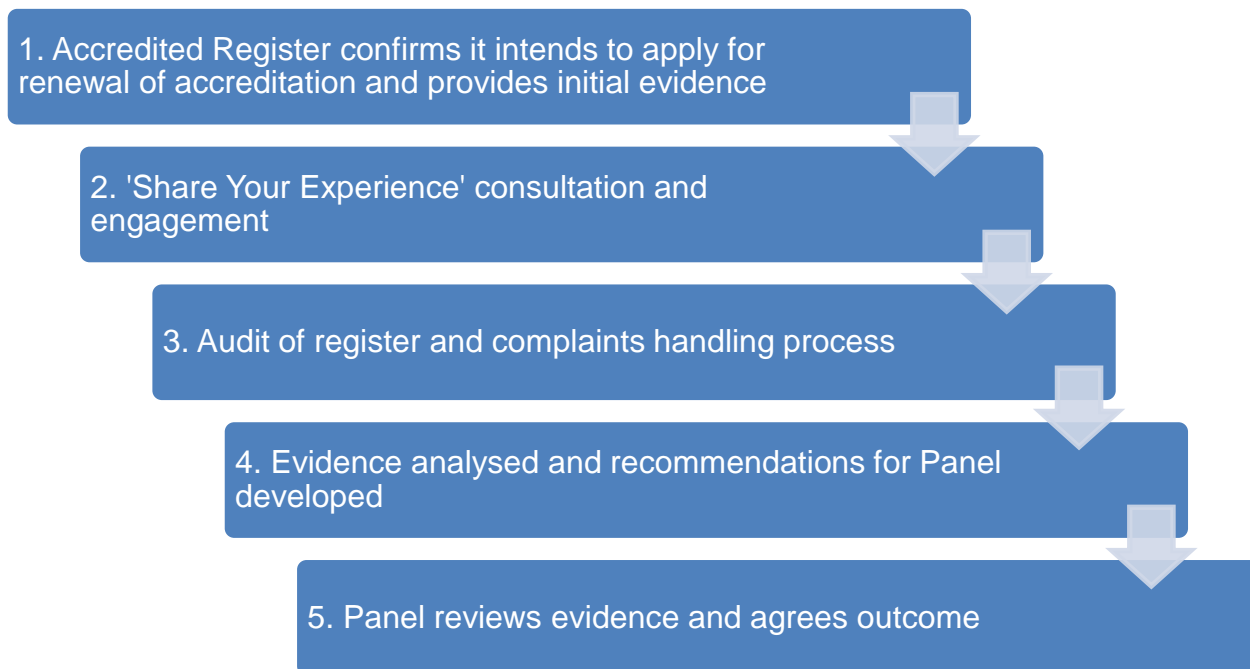 1. Accredited Register confirms it intends to apply for
renewal of accreditation and provides initial evidence
2. 'Share Your Experience' consultation and
engagement
3. Audit of register and complaints handling process
4. Evidence analysed and recommendations for Panel
developed
5. Panel reviews evidence and agrees outcome